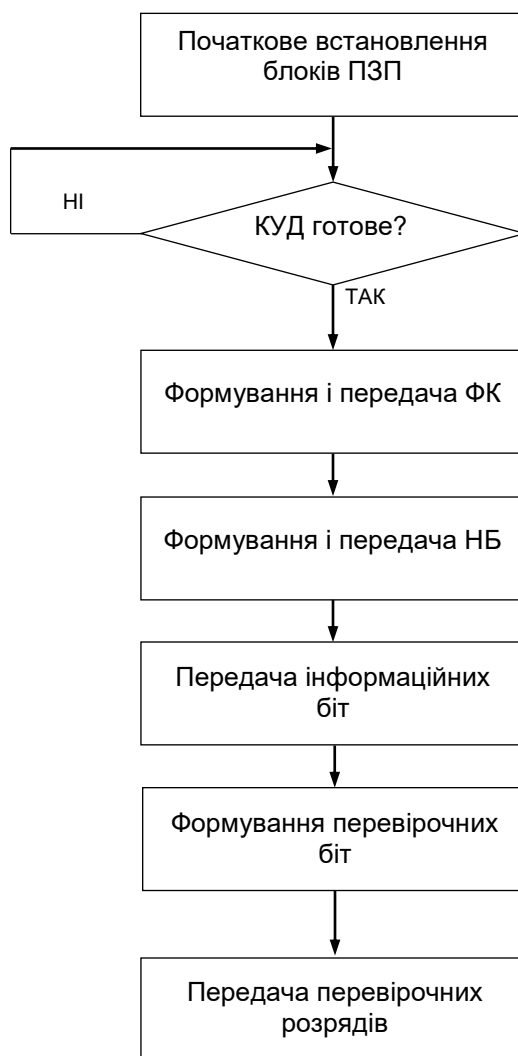 Початкове встановлення
блоків ПЗП
НІ
КУД готове?
ТАК
Формування і передача ФК
Формування і передача НБ
Передача інформаційних
біт
Формування перевірочних
біт
Передача перевірочних
розрядів